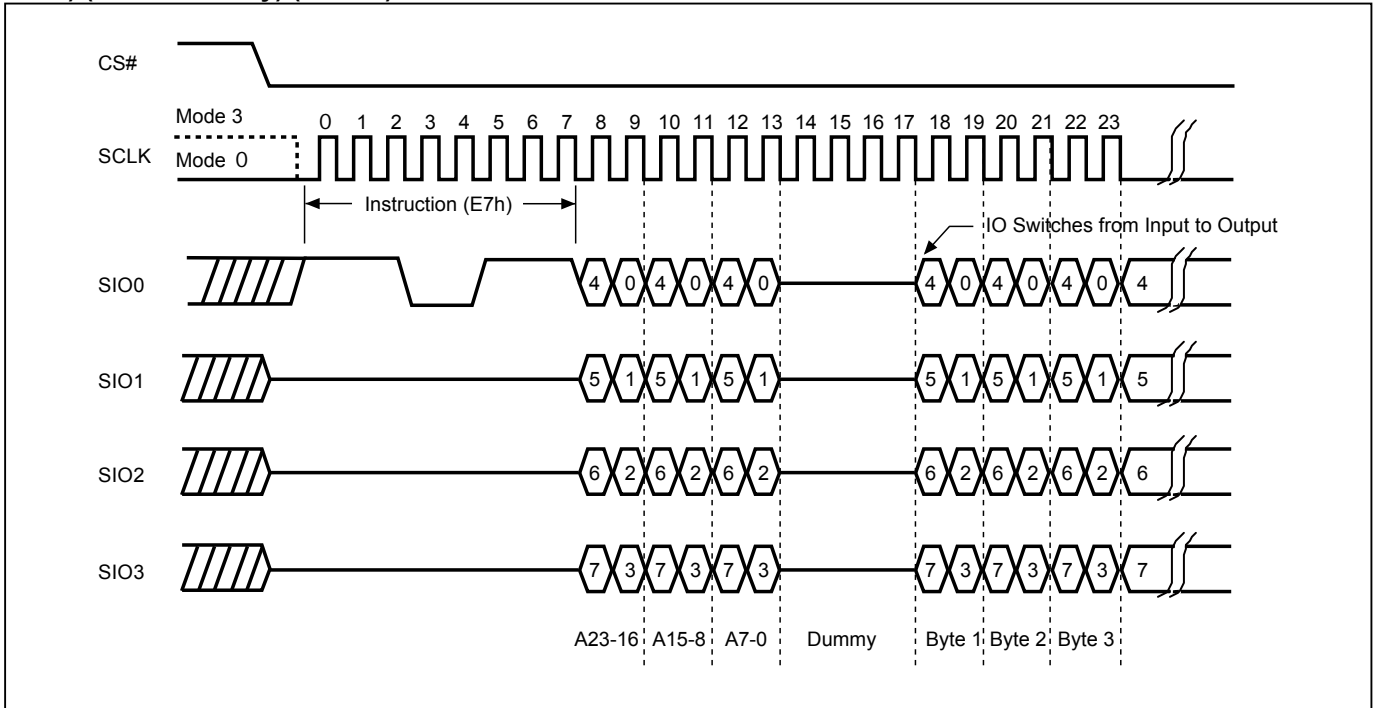 CS#
Mode 3
0 1 2 3 4 5 6 7 8 9 10 11 12 13 14 15 16 17 18 19 20 21 22 23
SCLK
Mode 0
Instruction (E7h)
IO Switches from Input to Output
SIO0
4 0 4 0 4 0 4 0 4 0 4 0 4
SIO1
5 1 5 1 5 1 5 1 5 1 5 1 5
SIO2
6 2 6 2 6 2 6 2 6 2 6 2 6
SIO3
7 3 7 3 7 3 7 3 7 3 7 3 7
A23-16 A15-8 A7-0 Dummy Byte 1 Byte 2 Byte 3